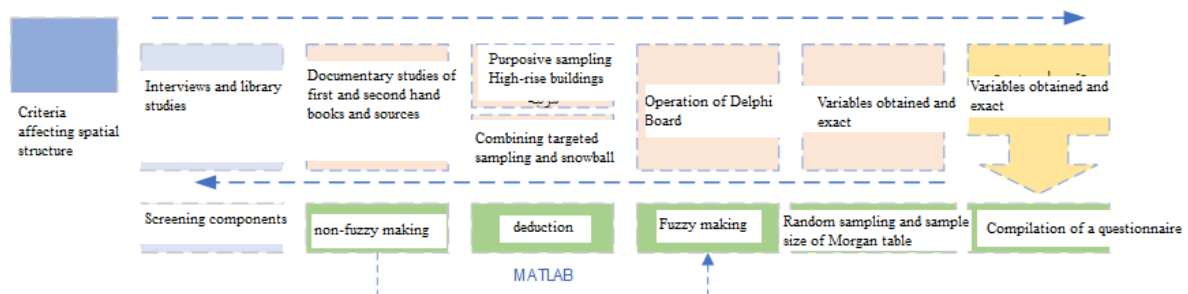 Criteria
affecting spatial
structure
Interviews and library
studies
Documentary studies of
first and second hand
books and sources
Purposive sampling
High-rise buildings
Combining targeted
sampling and snowball
Operation of Delphi
Board
Variables obtained and
exact
Variables obtained and
exact
Screening components
non-fuzzy making
deduction
Fuzzy making
Random sampling and sample
size of Morgan table
Compilation of a questionnaire
MATLAB